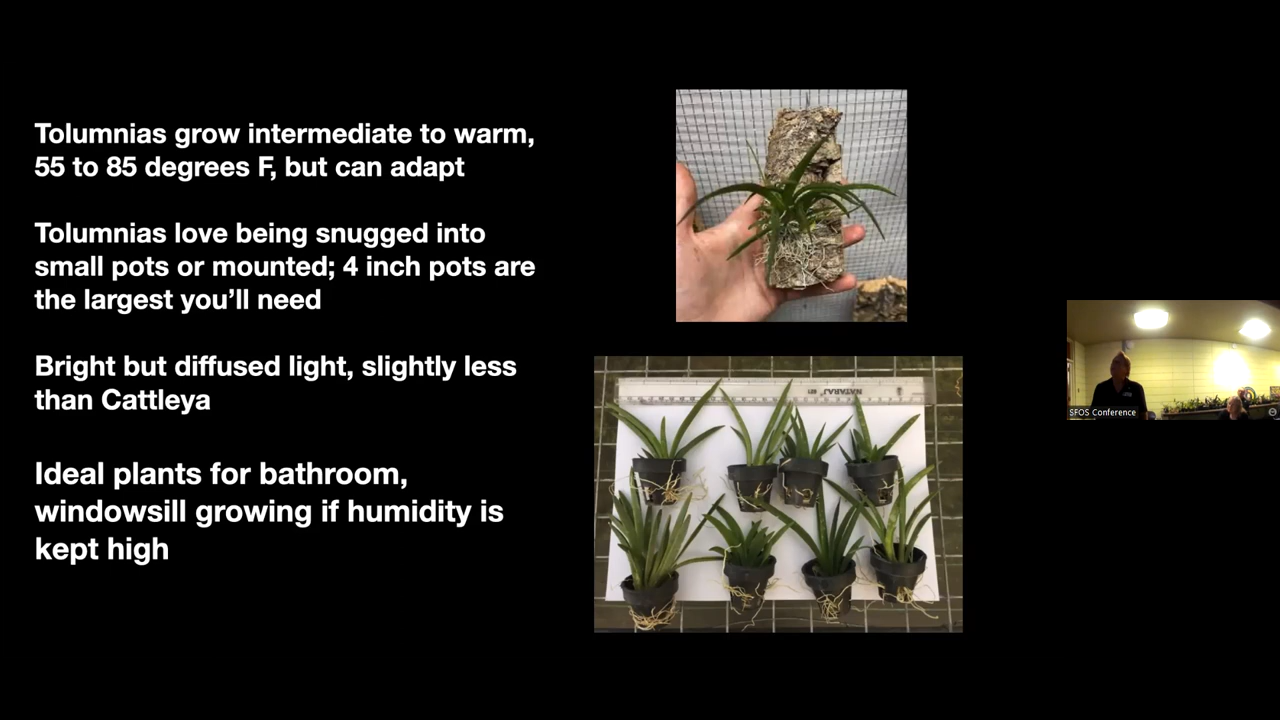 Tolumnias grow intermediate to warm,
55 to 85 degrees F, but can adapt
Tolumnias love being snugged into
small pots or mounted; 4 inch pots are
the largest you’ll need
Bright but diffused light, slightly less
than Cattleya
Ideal plants for bathroom,
windowsill growing if humidity is
kept high
NATARAJ
SFOS Conference